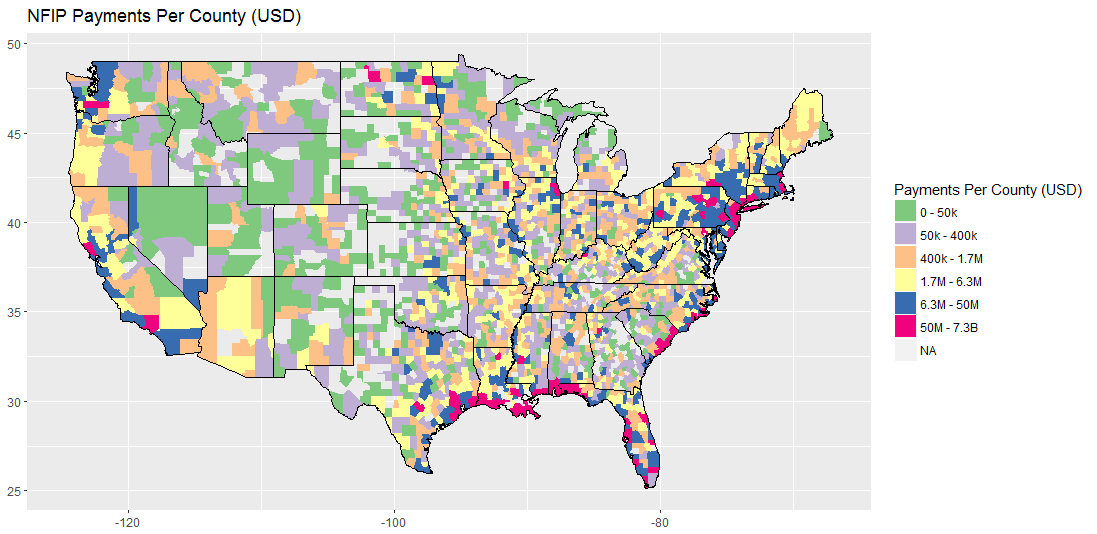 NFIP Payments Per County (USD)
50
45
40
35
30
25
-120
-100
-80
Payments Per County (USD)
0 - 50k
50k - 400k
400k - 1.7M
1.7M - 6.3M
6.3M - 50M
50M - 7.3B
NA